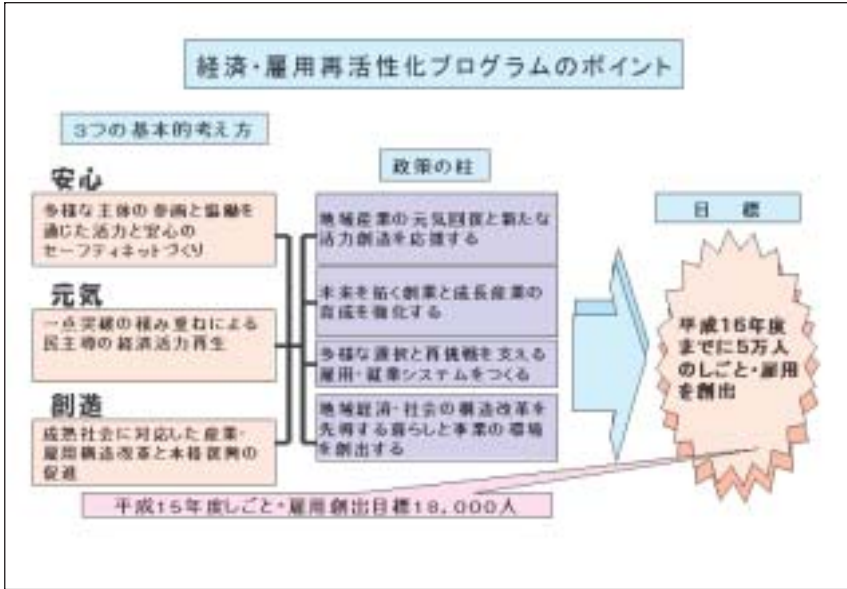 経済・雇用再活性化プログラムのポイント
3つの基本的考え方
安心
多様な主体の参画と協働を
通じた活力と安心の
セーフティネットづくり
元気
一点突破の積み重ねによる
民主導の経済活力再生
創造
成熟社会に対応した産業・
雇用構造改革と本格復興の
促進
政策の柱
地域産業の元気回復と新たな
活力創造を応援する
未来を拓く創業と成長産業の
育成を強化する
多様な選択と再挑戦を支える
雇用・就業システムをつくる
地域経済・社会の構造改革を
先導する暮らしと事業の環境
を創出する
目標
平成16年度
までに5万人
のしごと・雇用
を創出
平成15年度しごと・雇用創出目標18,000人